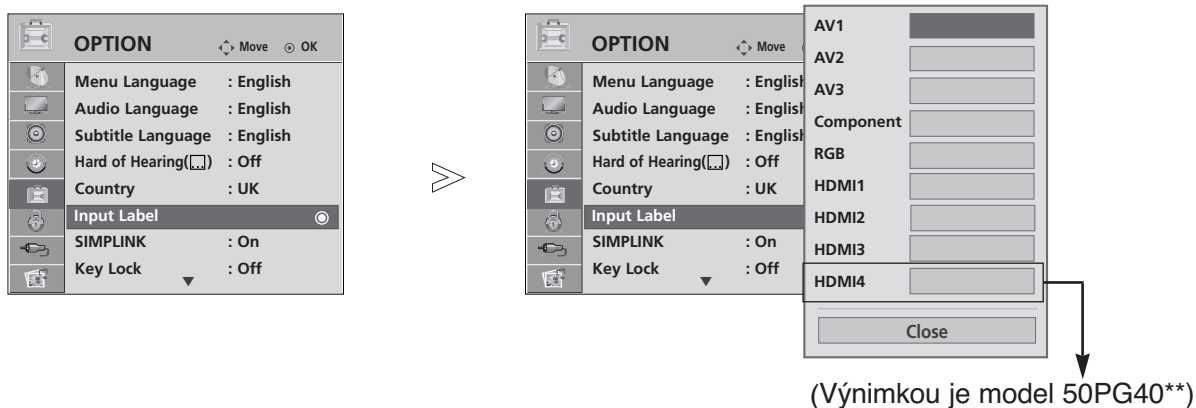 OPTION Move OK
Menu Language : English
Audio Language : English
Subtitle Language : English
Hard of Hearing( ) : Off
Country : UK
Input Label
SIMPLINK : On
Key Lock : Off
OPTION Move
Menu Language : English
Audio Language : English
Subtitle Language : English
Hard of Hearing( ) : Off
Country : UK
Input Label
SIMPLINK : On
Key Lock : Off
AV1
AV2
AV3
Component
RGB
HDMI1
HDMI2
HDMI3
HDMI4
Close
(Výnimkou je model 50PG40**)